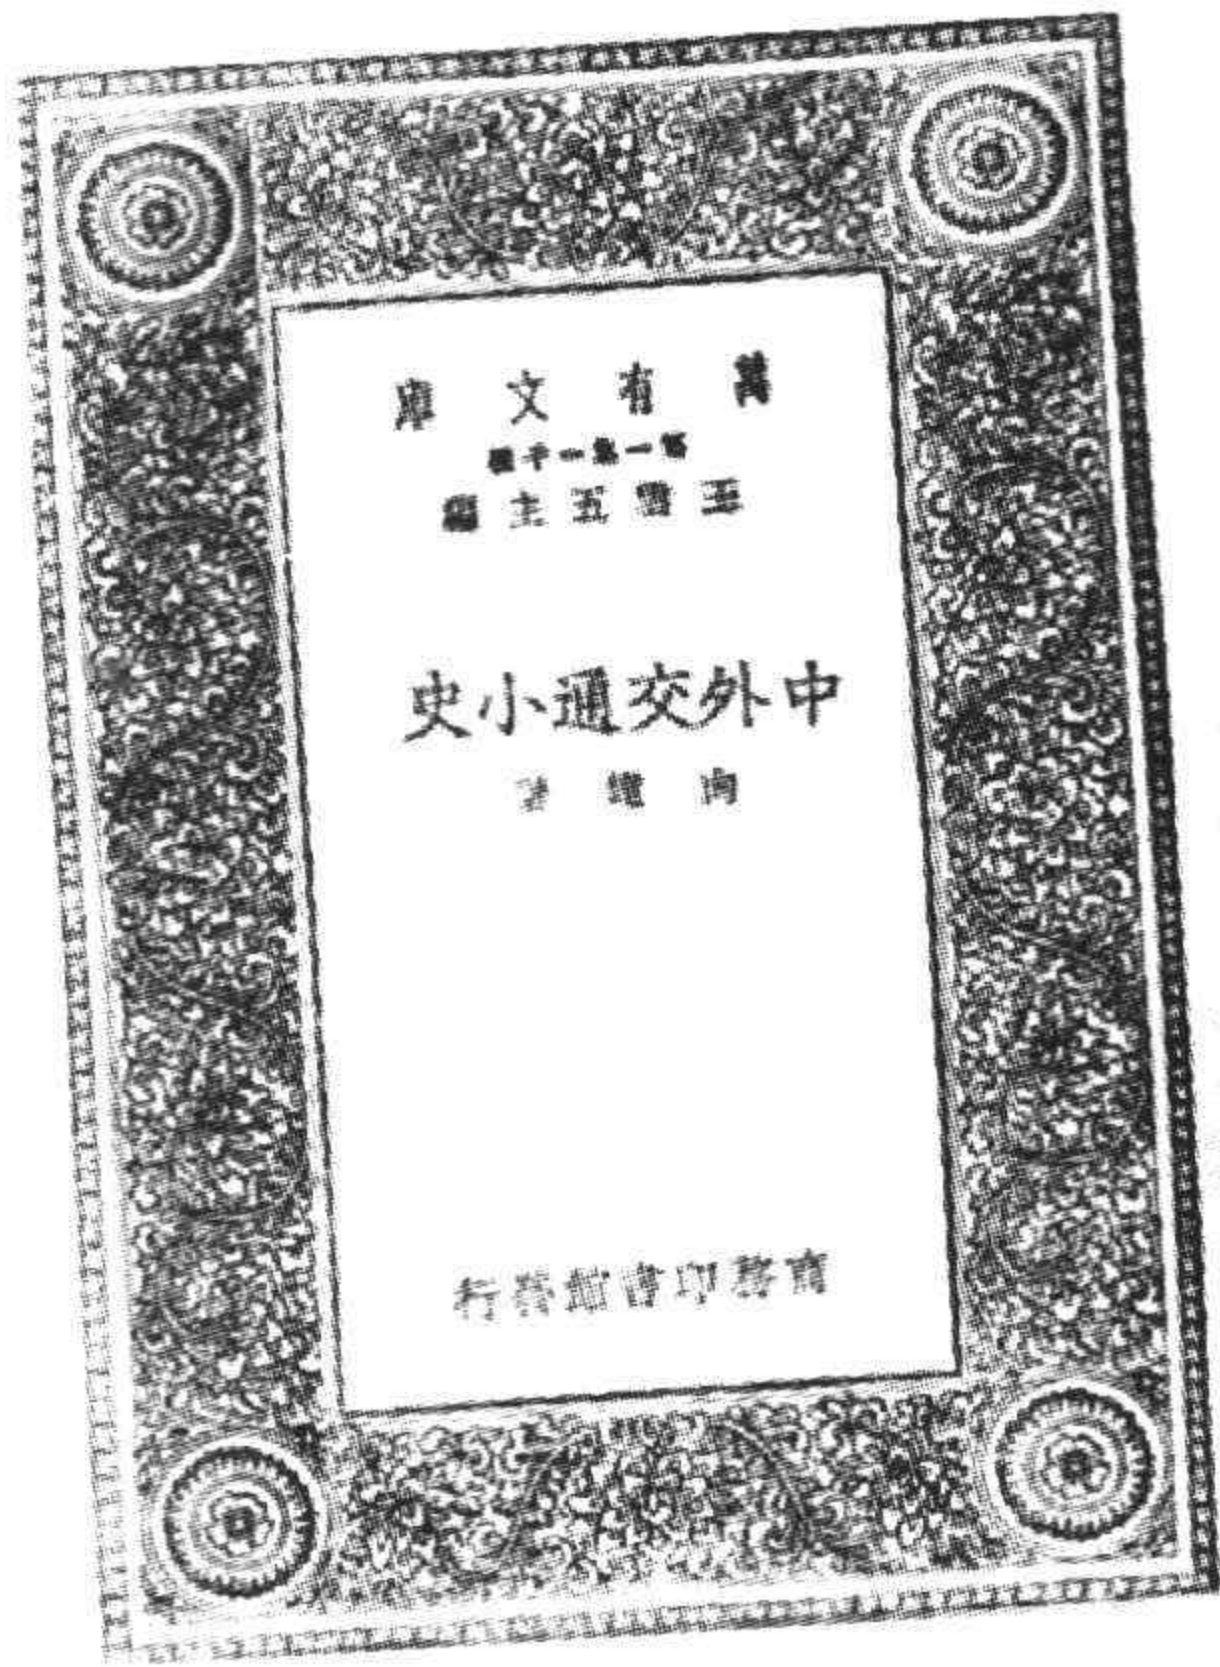 萬有文庫
第一集一千種
王雲五主編
中外交通小史
向達著
商務印書館發行